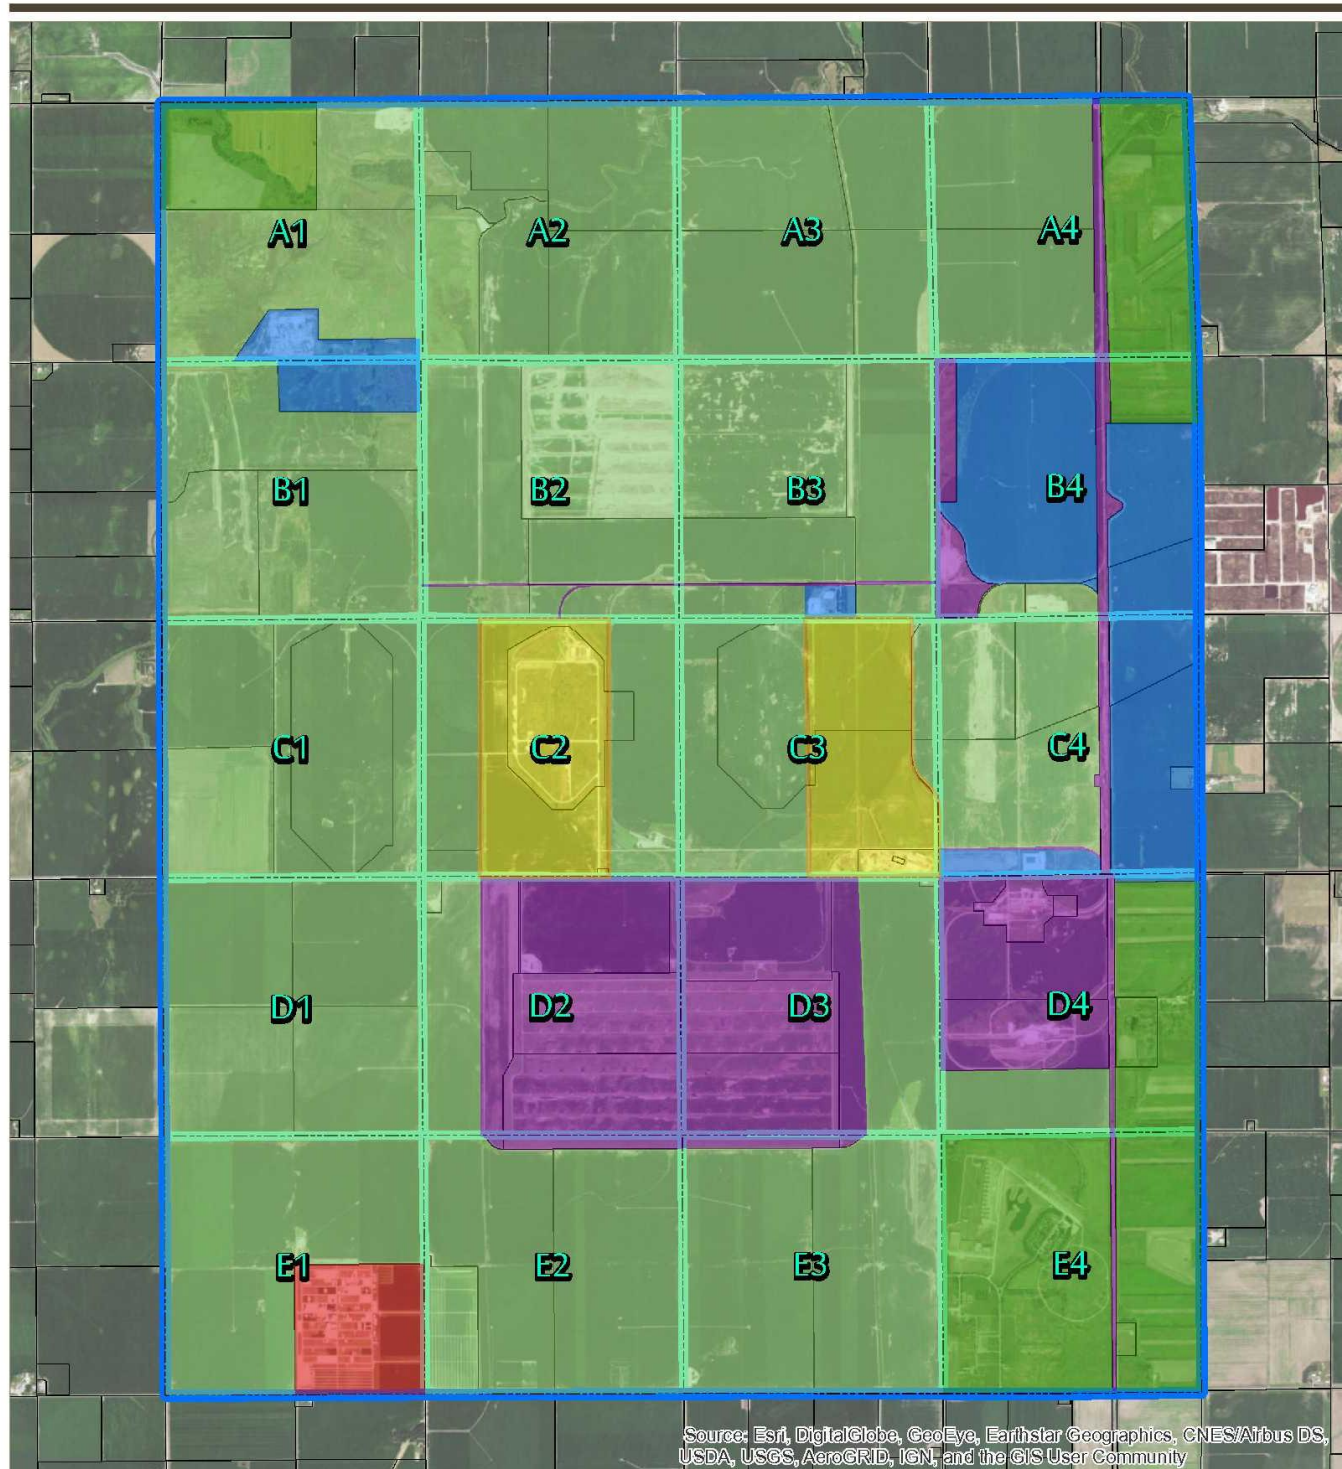 A1 A2 A3 A4
B1 B2 B3 B4
C1 C2 C3 C4
D1 D2 D3 D4
E1 E2 E3 E4
Source: Esri, DigitalGlobe, GeoEye, Earthstar Geographics, CNES/Airbus DS,
USDA, USGS, AeroGRID, IGN, and the GIS User Community